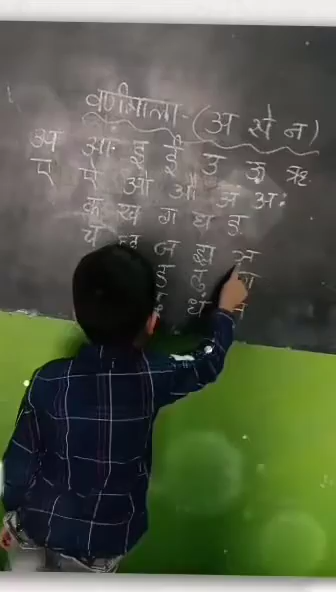 वर्णमाला - (अ से न)
अ आ इ ई उ ऊ ऋ
ए ऐ ओ औ अं अः
क ख ग घ ङ
च छ ज झ ञ
ड ढ
ध न